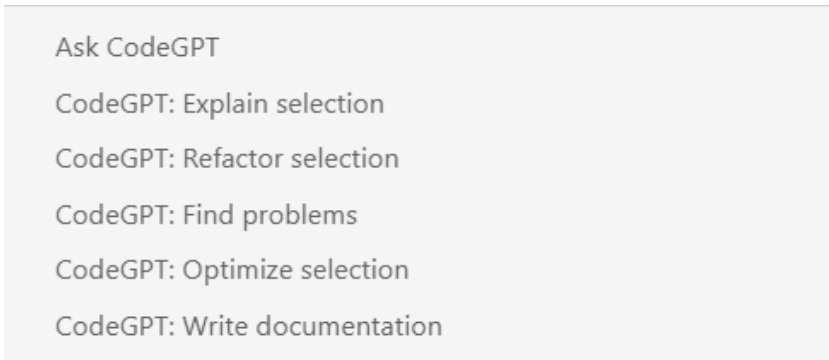 Ask CodeGPT
CodeGPT: Explain selection
CodeGPT: Refactor selection
CodeGPT: Find problems
CodeGPT: Optimize selection
CodeGPT: Write documentation